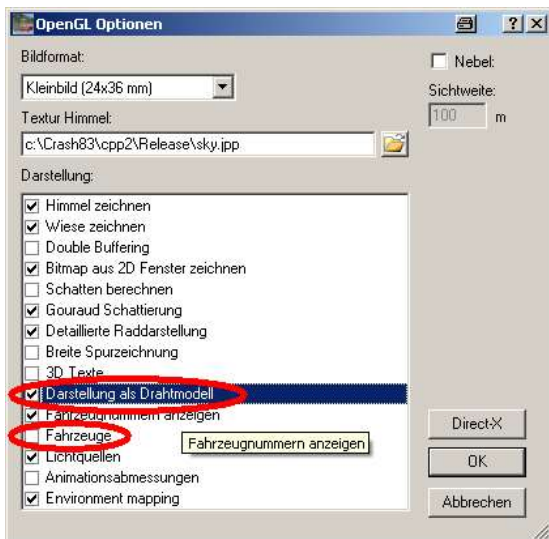 OpenGL Optionen
Bildformat:
Nebel:
Kleinbild (24x36 mm)
Sichtweite:
100 m
Textur Himmel:
c:\Crash83\cpp2\Release\sky.jpp
Darstellung:
Himmel zeichnen
Wiese zeichnen
Double Buffering
Bitmap aus 2D Fenster zeichnen
Schatten berechnen
Gouraud Schattierung
Detaillierte Raddarstellung
Breite Spurzeichnung
3D Texte
Darstellung als Drahtmodell
Fahrzeugnummern anzeigen
Fahrzeuge
Fahrzeugnummern anzeigen
Lichtquellen
Animationsabmessungen
Environment mapping
Direct-X
OK
Abbrechen